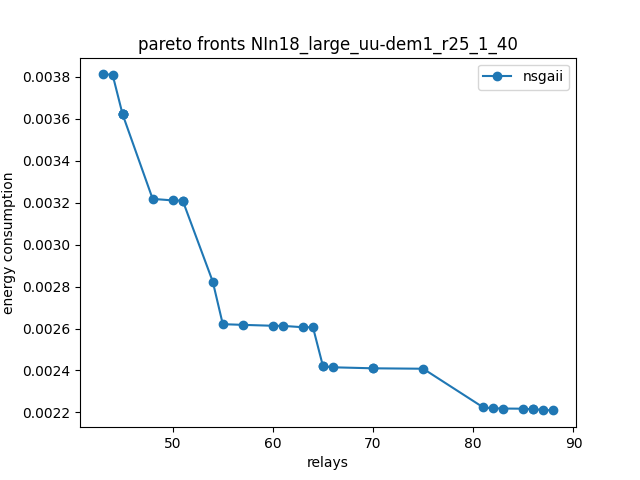 pareto fronts NIn18_large_uu-dem1_r25_1_40
nsgaii
energy consumption
0.0038
0.0036
0.0034
0.0032
0.0030
0.0028
0.0026
0.0024
0.0022
50 60 70 80 90
relays